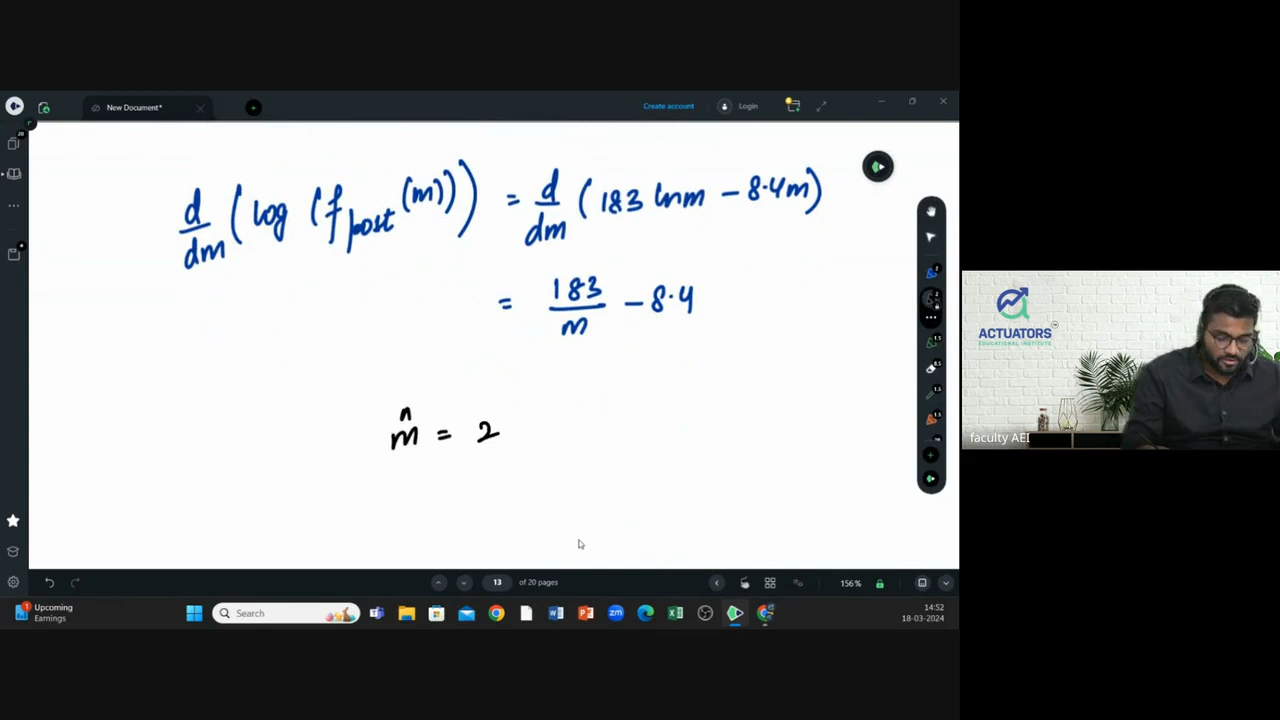 New Document*
Create account
Login
d/dm (log (f_post (m))) = d/dm (183 ln m - 8.4m)
= 183/m - 8.4
m̂ = 2
ACTUATORS
EDUCATIONAL INSTITUTE
faculty AEI
13 of 20 pages
156%
Upcoming
Earnings
Search
14:52
18-03-2024